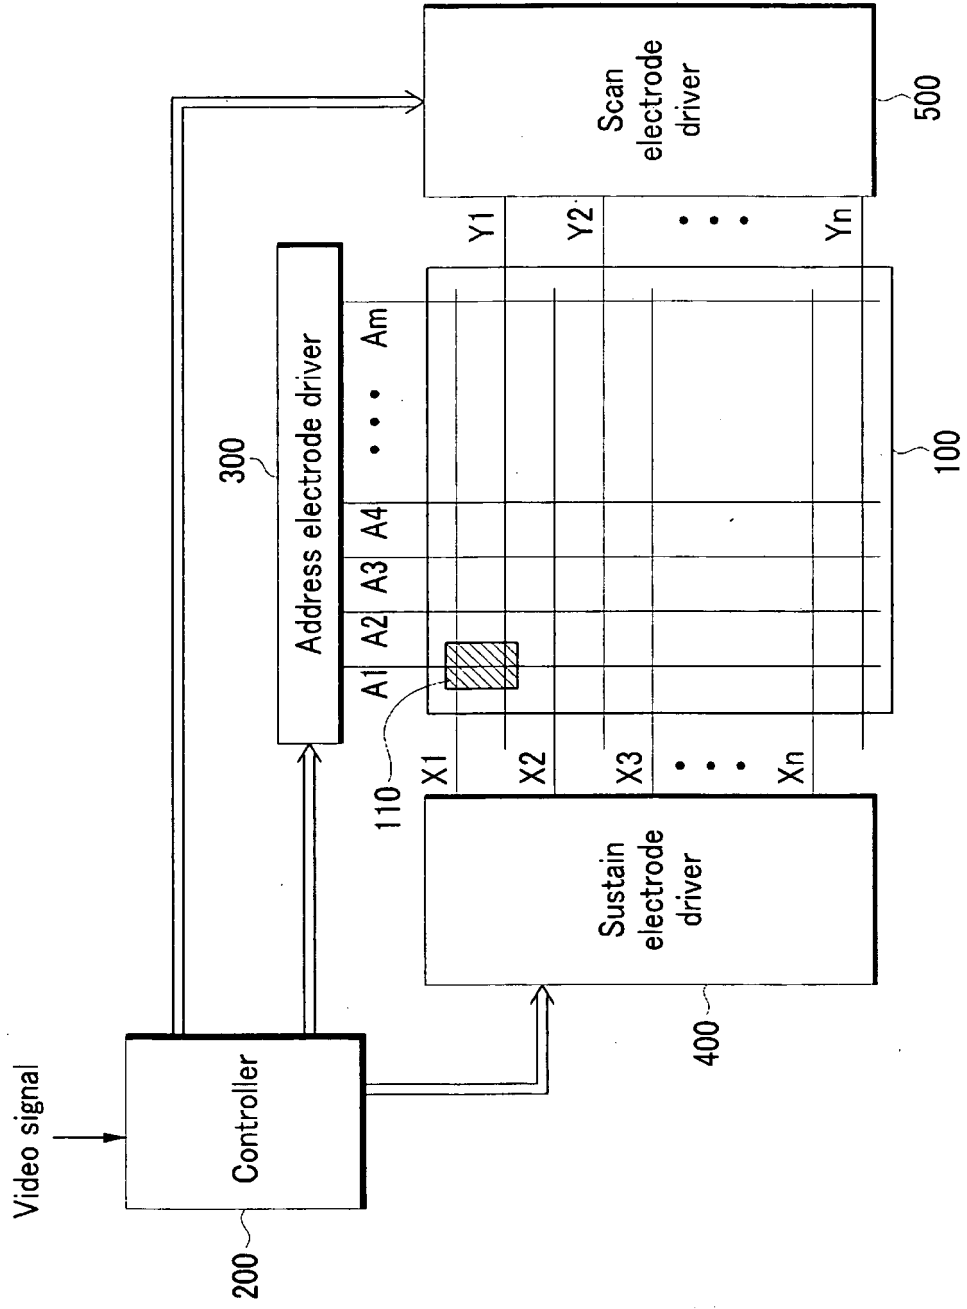 Video signal
200
Controller
300
Address electrode driver
A1
A2
A3
A4
• • •
Am
110
X1
X2
X3
• • •
Xn
Sustain
electrode
driver
400
Y1
Y2
• • •
Yn
Scan
electrode
driver
500
100